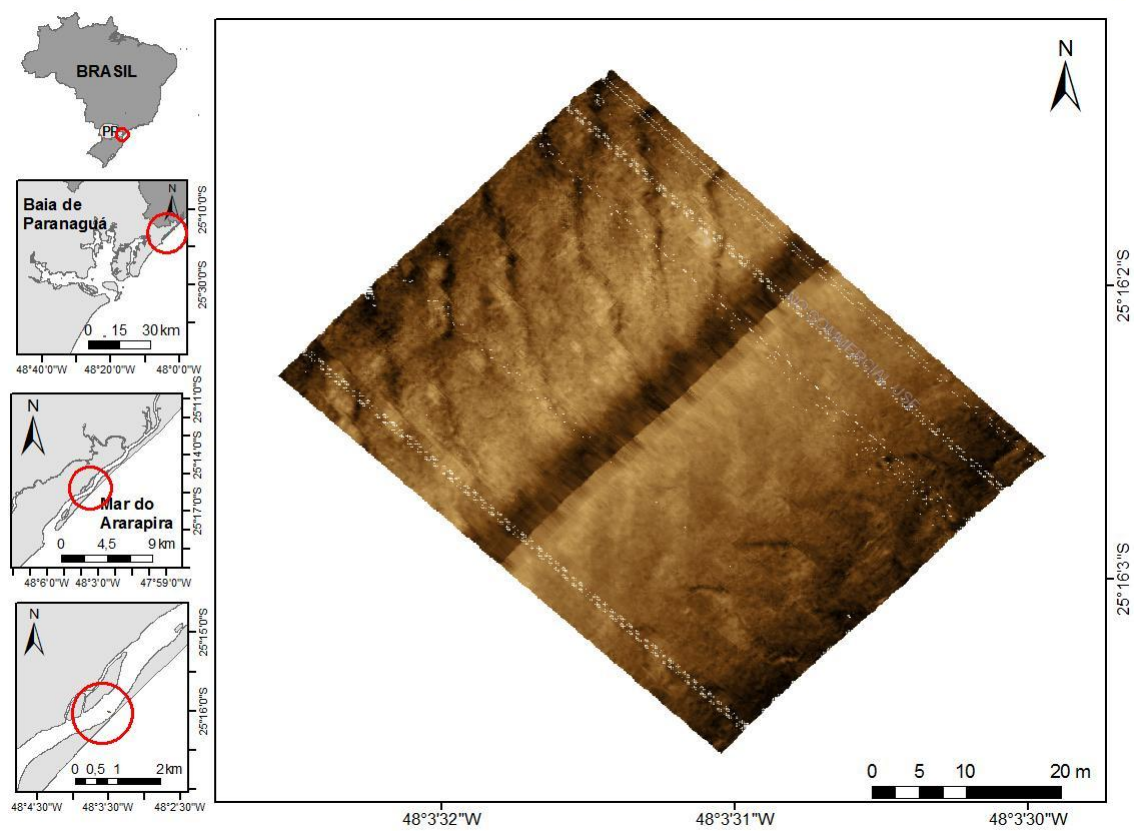 BRASIL
PR
N
Baia de
Paranaguá
25°10'0"S
25°30'0"S
0 15 30 km
48°40'0"W 48°20'0"W 48°0'0"W
N
25°11'0"S
25°14'0"S
25°17'0"S
Mar do
Ararapira
0 4,5 9 km
48°6'0"W 48°3'0"W 47°59'0"W
N
25°15'0"S
25°16'0"S
0 0,5 1 2 km
48°4'30"W 48°3'30"W 48°2'30"W
N
25°16'2"S
25°16'3"S
0 5 10 20 m
48°3'32"W 48°3'31"W 48°3'30"W